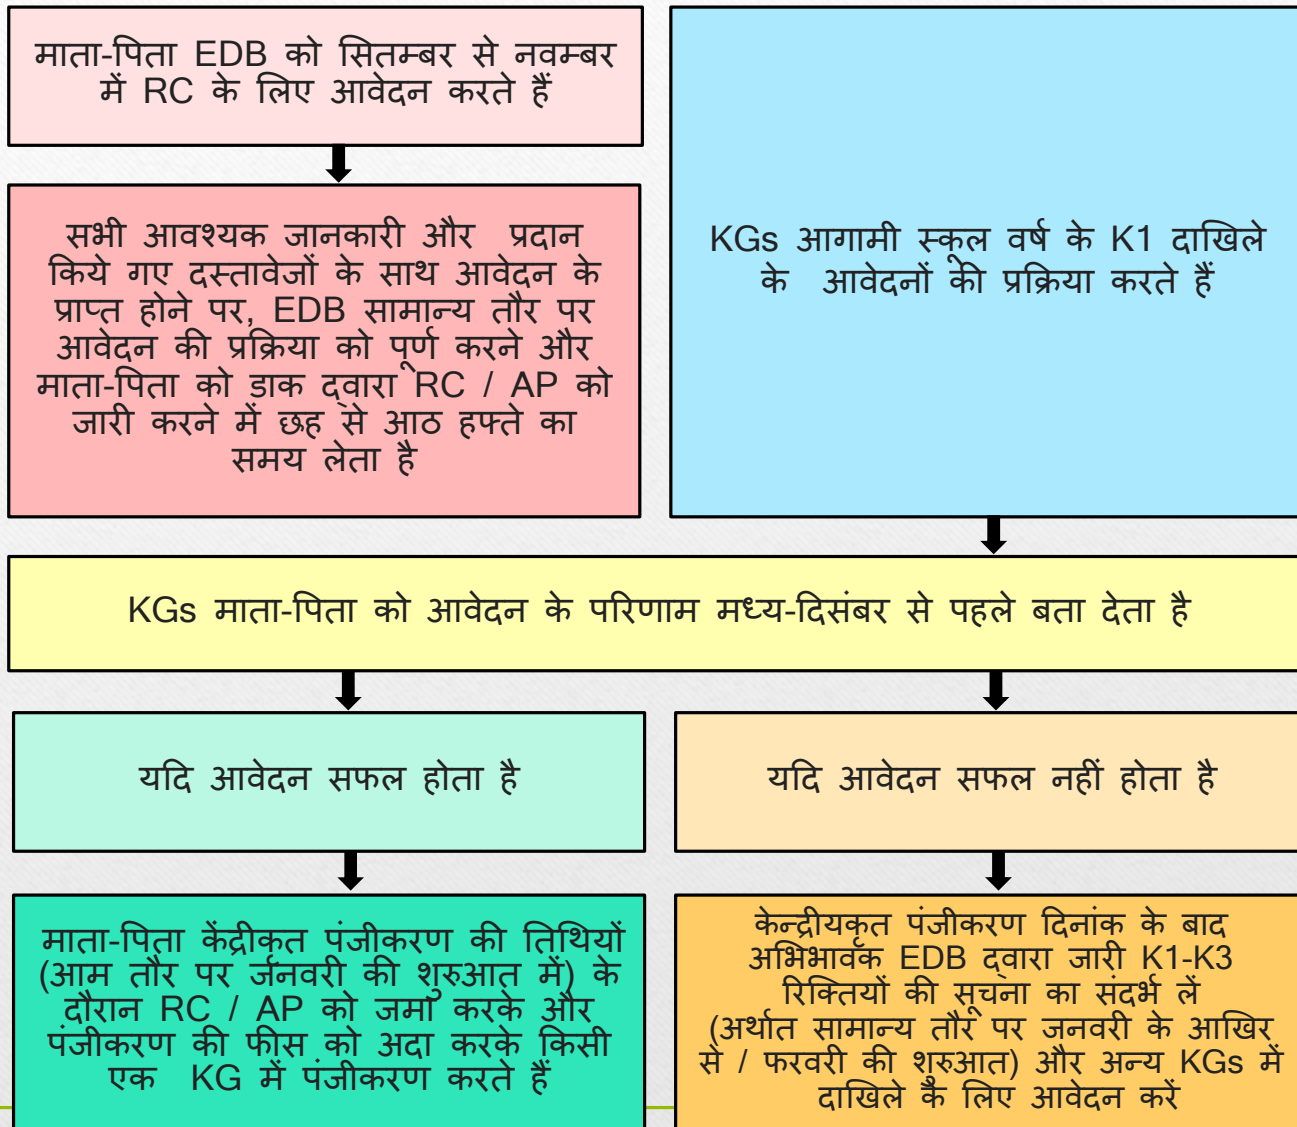 माता-पिता EDB को सितम्बर से नवम्बर
में RC के लिए आवेदन करते हैं
सभी आवश्यक जानकारी और प्रदान
किये गए दस्तावेजों के साथ आवेदन के
प्राप्त होने पर, EDB सामान्य तौर पर
आवेदन की प्रक्रिया को पूर्ण करने और
माता-पिता को डाक द्वारा RC / AP को
जारी करने में छह से आठ हफ्ते का
समय लेता है
KGs आगामी स्कूल वर्ष के K1 दाखिले
के आवेदनों की प्रक्रिया करते हैं
KGs माता-पिता को आवेदन के परिणाम मध्य-दिसंबर से पहले बता देता है
यदि आवेदन सफल होता है
यदि आवेदन सफल नहीं होता है
माता-पिता केंद्रीकृत पंजीकरण की तिथियों
(आम तौर पर जनवरी की शुरुआत में) के
दौरान RC / AP को जमा करके और
पंजीकरण की फीस को अदा करके किसी
एक KG में पंजीकरण करते हैं
केन्द्रीयकृत पंजीकरण दिनांक के बाद
अभिभावक EDB द्वारा जारी K1-K3
रिक्तियों की सूचना का संदर्भ लें
(अर्थात सामान्य तौर पर जनवरी के आखिर
से / फरवरी की शुरुआत) और अन्य KGs में
दाखिले के लिए आवेदन करें